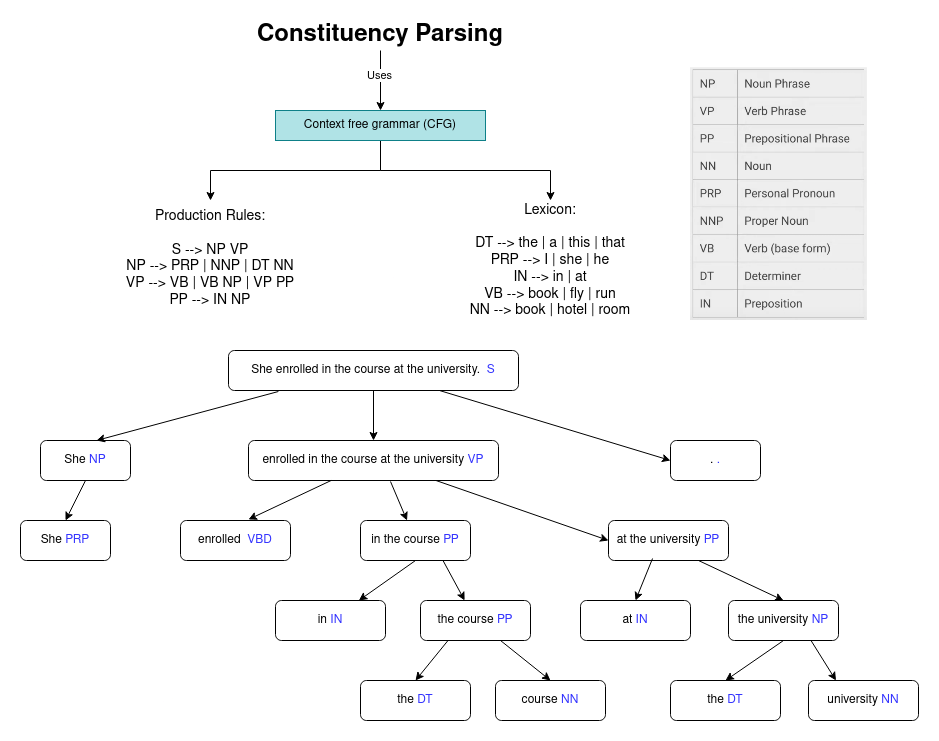 Constituency Parsing
Uses
Context free grammar (CFG)
Production Rules:
S --> NP VP
NP --> PRP | NNP | DT NN
VP --> VB | VB NP | VP PP
PP --> IN NP
Lexicon:
DT --> the | a | this | that
PRP --> I | she | he
IN --> in | at
VB --> book | fly | run
NN --> book | hotel | room
NP Noun Phrase
VP Verb Phrase
PP Prepositional Phrase
NN Noun
PRP Personal Pronoun
NNP Proper Noun
VB Verb (base form)
DT Determiner
IN Preposition
She enrolled in the course at the university. S
She NP
enrolled in the course at the university VP
. .
She PRP
enrolled VBD
in the course PP
at the university PP
in IN
the course PP
at IN
the university NP
the DT
course NN
the DT
university NN